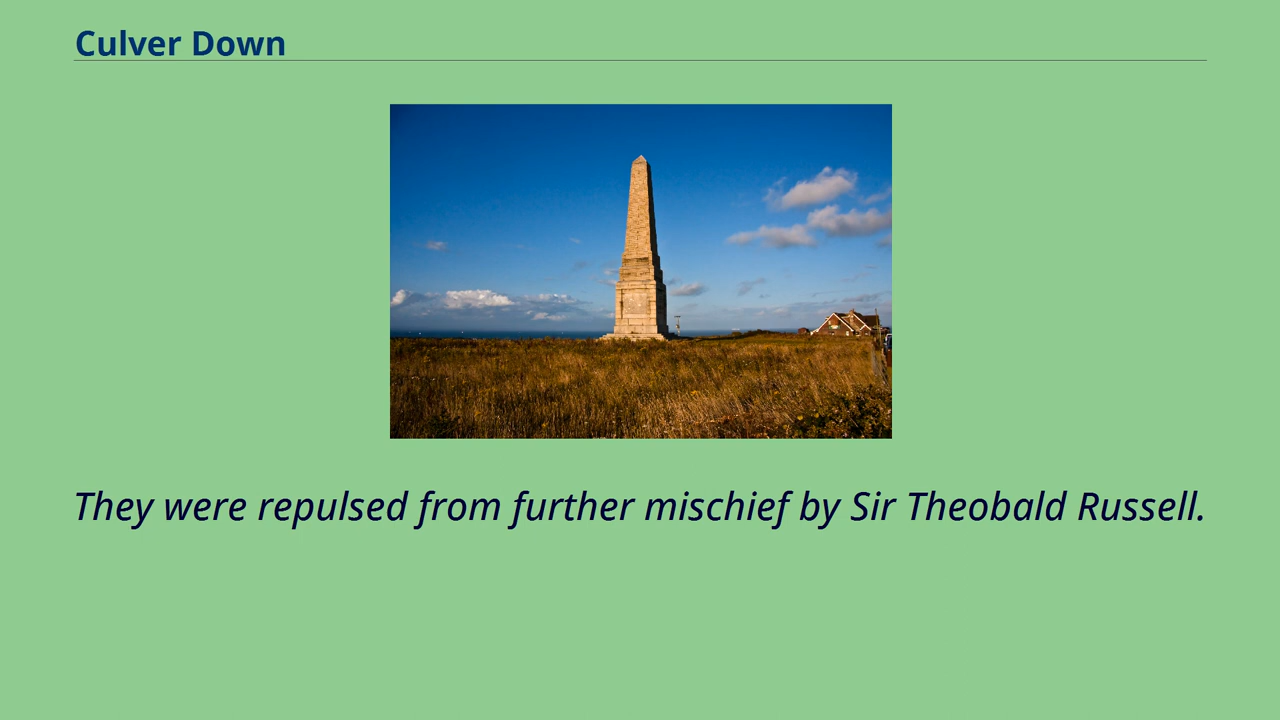 Culver Down
They were repulsed from further mischief by Sir Theobald Russell.